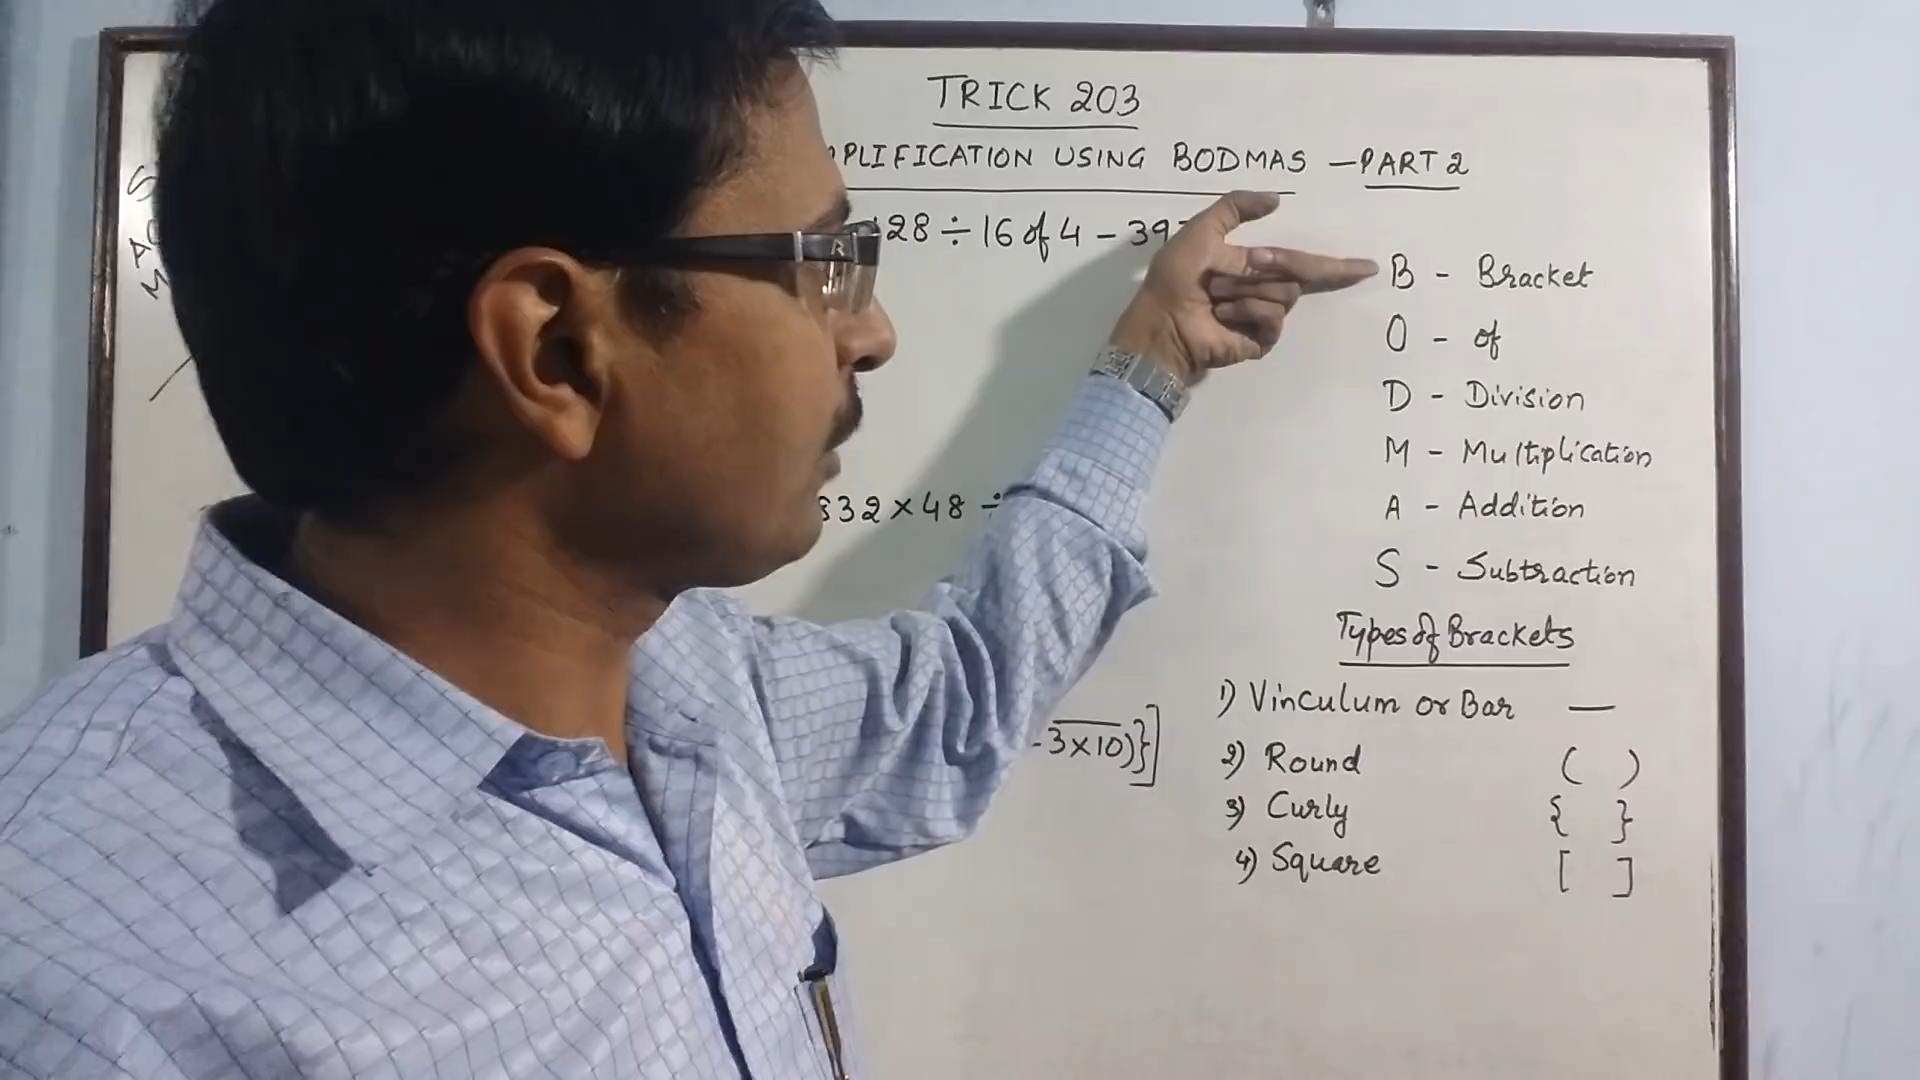 TRICK 203
PLIFICATION USING BODMAS - PART 2
128 ÷ 16 of 4 - 39
B - Bracket
O - of
D - Division
M - Multiplication
A - Addition
S - Subtraction
832 × 48 ÷
Types of Brackets
1) Vinculum or Bar —
- 3×10)}]
2) Round ( )
3) Curly { }
4) Square [ ]